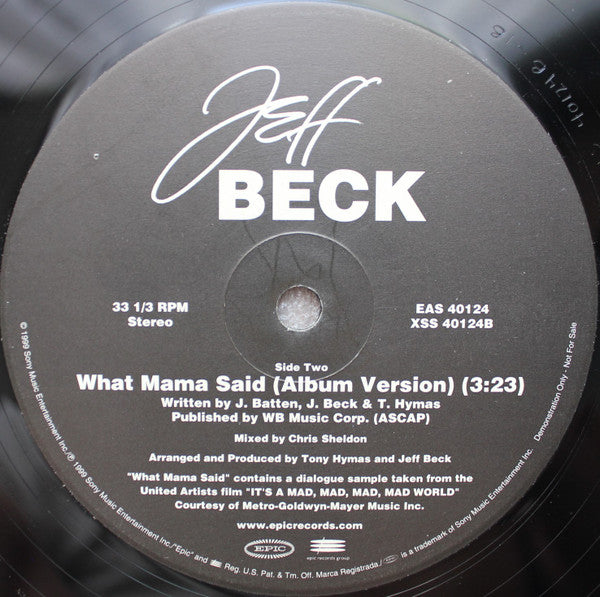 Jeff
BECK
33 1/3 RPM
Stereo
EAS 40124
XSS 40124B
Side Two
What Mama Said (Album Version) (3:23)
Written by J. Batten, J. Beck & T. Hymas
Published by WB Music Corp. (ASCAP)
Mixed by Chris Sheldon
Arranged and Produced by Tony Hymas and Jeff Beck
"What Mama Said" contains a dialogue sample taken from the
United Artists film "IT'S A MAD, MAD, MAD, MAD WORLD"
Courtesy of Metro-Goldwyn-Mayer Music Inc.
www.epicrecords.com
EPIC
epic records group
© 1999 Sony Music Entertainment Inc./℗ 1999 Sony Music Entertainment Inc./"Epic" and Reg. U.S. Pat. & Tm. Off. Marca Registrada./ is a trademark of Sony Music Entertainment Inc.
Demonstration Only - Not For Sale